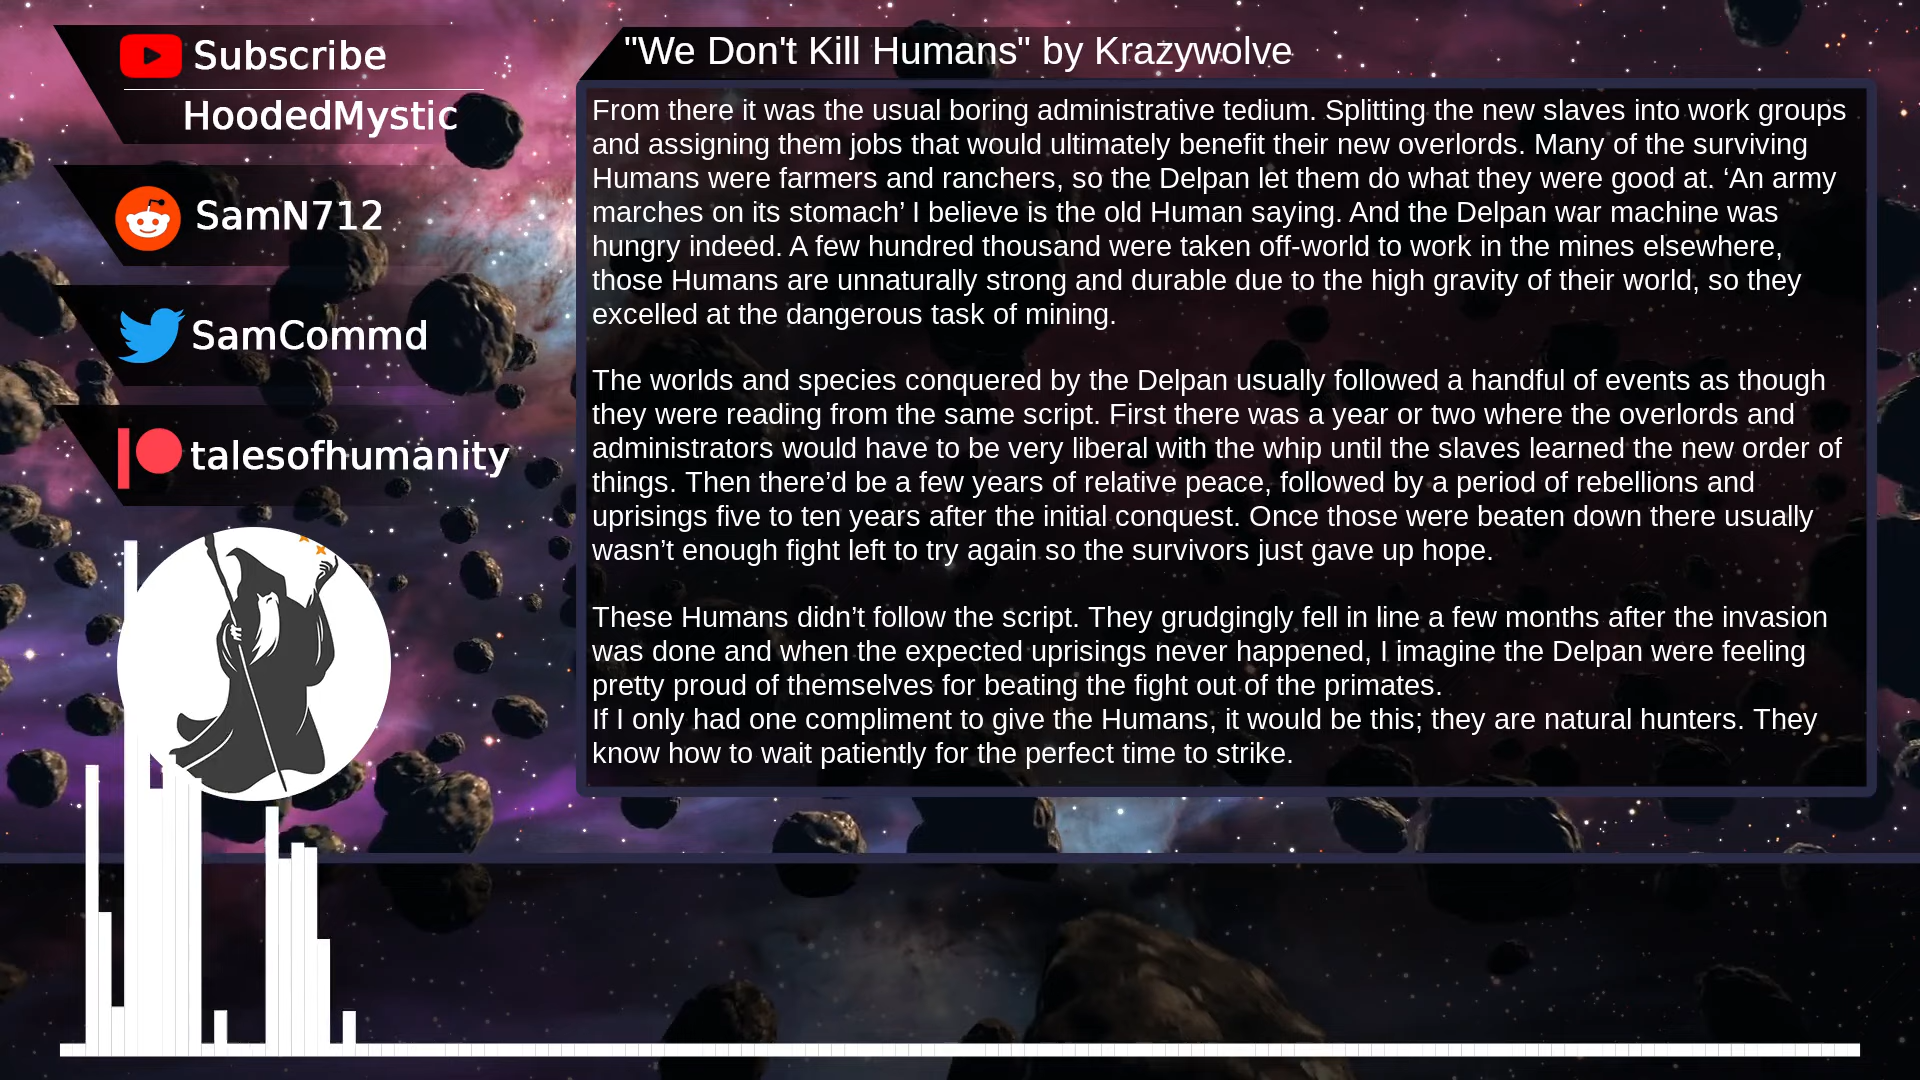 Subscribe
HoodedMystic
SamN712
SamCommd
talesofhumanity
"We Don't Kill Humans" by Krazywolve
From there it was the usual boring administrative tedium. Splitting the new slaves into work groups
and assigning them jobs that would ultimately benefit their new overlords. Many of the surviving
Humans were farmers and ranchers, so the Delpan let them do what they were good at. ‘An army
marches on its stomach’ I believe is the old Human saying. And the Delpan war machine was
hungry indeed. A few hundred thousand were taken off-world to work in the mines elsewhere,
those Humans are unnaturally strong and durable due to the high gravity of their world, so they
excelled at the dangerous task of mining.
The worlds and species conquered by the Delpan usually followed a handful of events as though
they were reading from the same script. First there was a year or two where the overlords and
administrators would have to be very liberal with the whip until the slaves learned the new order of
things. Then there’d be a few years of relative peace, followed by a period of rebellions and
uprisings five to ten years after the initial conquest. Once those were beaten down there usually
wasn’t enough fight left to try again so the survivors just gave up hope.
These Humans didn’t follow the script. They grudgingly fell in line a few months after the invasion
was done and when the expected uprisings never happened, I imagine the Delpan were feeling
pretty proud of themselves for beating the fight out of the primates.
If I only had one compliment to give the Humans, it would be this; they are natural hunters. They
know how to wait patiently for the perfect time to strike.